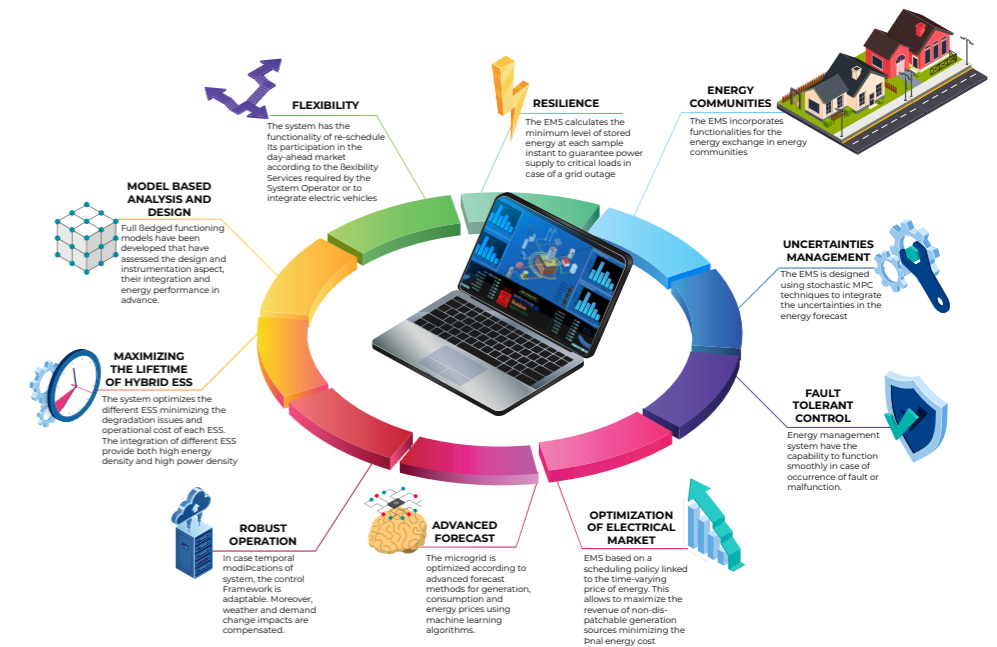 FLEXIBILITY
The system has the
functionality of re-schedule
Its participation in the
day-ahead market
according to the ßexibility
Services required by the
System Operator or to
integrate electric vehicles
RESILIENCE
The EMS calculates the
minimum level of stored
energy at each sample
instant to guarantee power
supply to critical loads in
case of a grid outage
ENERGY
COMMUNITIES
The EMS incorporates
functionalities for the
energy exchange in energy
communities
UNCERTAINTIES
MANAGEMENT
The EMS is designed
using stochastic MPC
techniques to integrate
the uncertainties in the
energy forecast
FAULT
TOLERANT
CONTROL
Energy management
system have the
capability to function
smoothly in case of
occurrence of fault or
malfunction.
OPTIMIZATION
OF ELECTRICAL
MARKET
EMS based on a
scheduling policy linked
to the time-varying
price of energy. This
allows to maximize the
revenue of non-dis-
patchable generation
sources minimizing the
Þnal energy cost
ADVANCED
FORECAST
The microgrid is
optimized according to
advanced forecast
methods for generation,
consumption and
energy prices using
machine learning
algorithms.
ROBUST
OPERATION
In case temporal
modiÞcations of
system, the control
Framework is
adaptable. Moreover,
weather and demand
change impacts are
compensated.
MAXIMIZING
THE LIFETIME
OF HYBRID ESS
The system optimizes the
different ESS minimizing the
degradation issues and
operational cost of each ESS.
The integration of different ESS
provide both high energy
density and high power density
MODEL BASED
ANALYSIS AND
DESIGN
Full ßedged functioning
models have been
developed that have
assessed the design and
instrumentation aspect,
their integration and
energy performance in
advance.